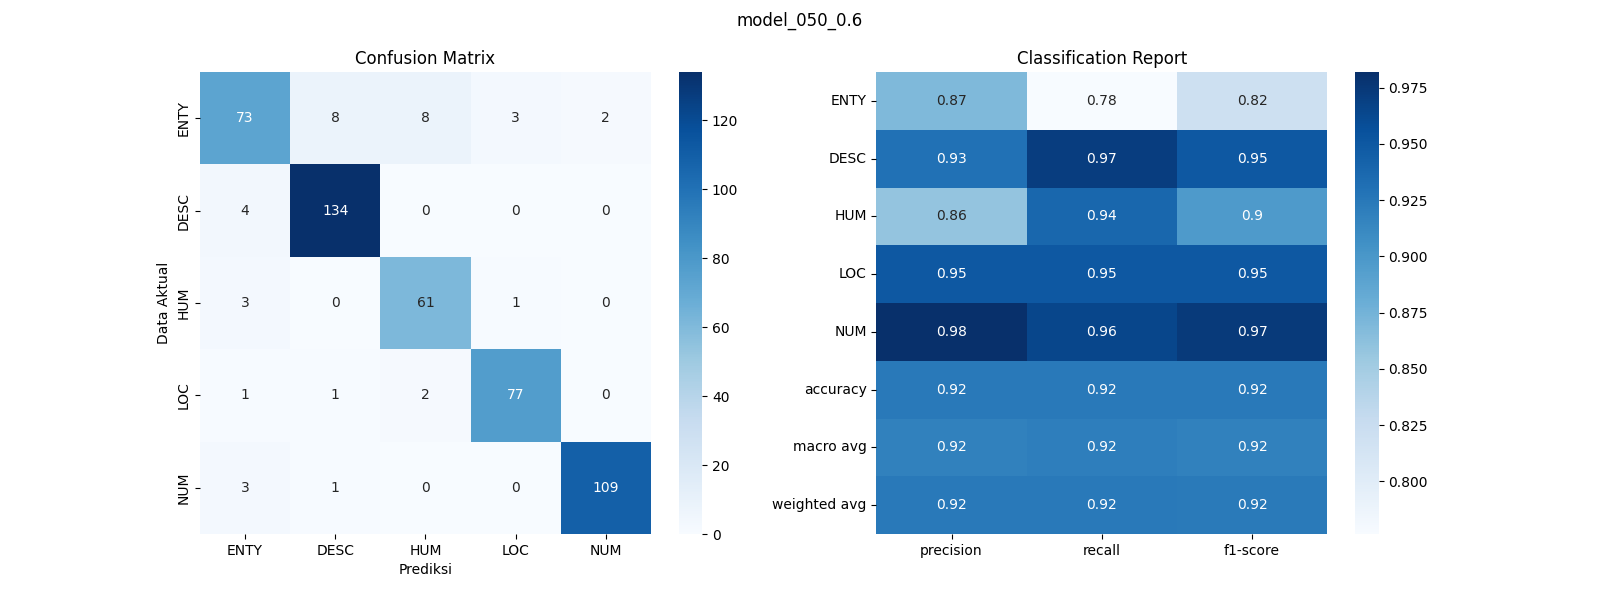 model_050_0.6
Confusion Matrix
Data Aktual
ENTY 73 8 8 3 2
DESC 4 134 0 0 0
HUM 3 0 61 1 0
LOC 1 1 2 77 0
NUM 3 1 0 0 109
ENTY DESC HUM LOC NUM
Prediksi
120
100
80
60
40
20
0
Classification Report
ENTY 0.87 0.78 0.82
DESC 0.93 0.97 0.95
HUM 0.86 0.94 0.9
LOC 0.95 0.95 0.95
NUM 0.98 0.96 0.97
accuracy 0.92 0.92 0.92
macro avg 0.92 0.92 0.92
weighted avg 0.92 0.92 0.92
precision recall f1-score
0.975
0.950
0.925
0.900
0.875
0.850
0.825
0.800